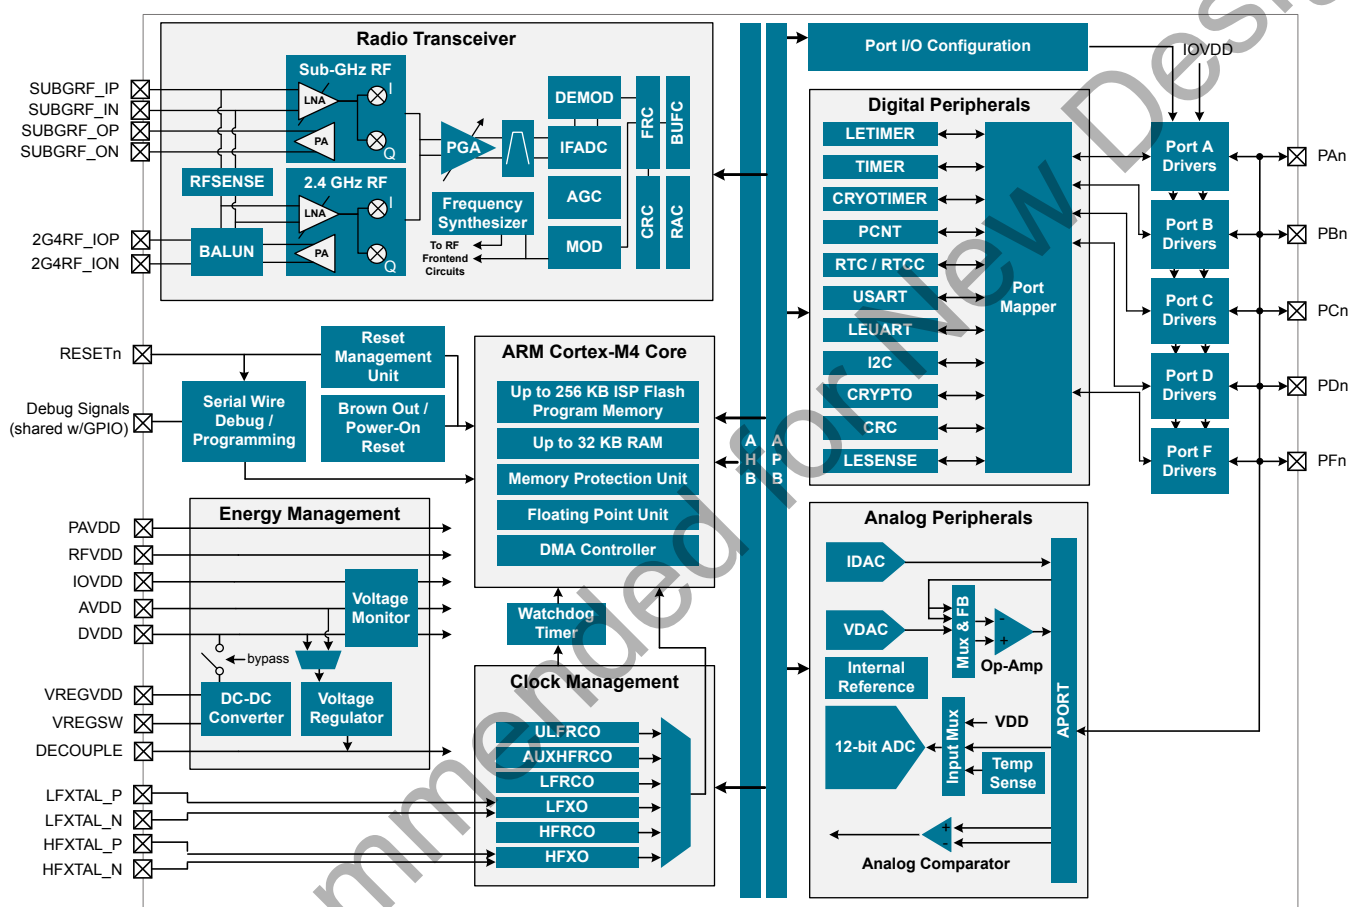 Radio Transceiver
Sub-GHz RF
SUBGRF_IP
SUBGRF_IN
SUBGRF_OP
SUBGRF_ON
LNA
I
PA
Q
RFSENSE
2.4 GHz RF
LNA
I
PA
Q
2G4RF_IOP
2G4RF_ION
BALUN
PGA
Frequency
Synthesizer
To RF
Frontend
Circuits
DEMOD
IFADC
AGC
MOD
FRC
BUFC
CRC
RAC
RESETn
Debug Signals
(shared w/GPIO)
Reset
Management
Unit
Serial Wire
Debug /
Programming
Brown Out /
Power-On
Reset
ARM Cortex-M4 Core
Up to 256 KB ISP Flash
Program Memory
Up to 32 KB RAM
Memory Protection Unit
Floating Point Unit
DMA Controller
Watchdog
Timer
Energy Management
PAVDD
RFVDD
IOVDD
AVDD
DVDD
Voltage
Monitor
bypass
VREGVDD
VREGSW
DECOUPLE
DC-DC
Converter
Voltage
Regulator
LFXTAL_P
LFXTAL_N
HFXTAL_P
HFXTAL_N
Clock Management
ULFRCO
AUXHFRCO
LFRCO
LFXO
HFRCO
HFXO
AHB
APB
Port I/O Configuration
IOVDD
Digital Peripherals
LETIMER
TIMER
CRYOTIMER
PCNT
RTC / RTCC
USART
LEUART
I2C
CRYPTO
CRC
LESENSE
Port
Mapper
Port A
Drivers
Port B
Drivers
Port C
Drivers
Port D
Drivers
Port F
Drivers
PAn
PBn
PCn
PDn
PFn
Analog Peripherals
IDAC
VDAC
Mux & FB
-
+
Op-Amp
Internal
Reference
12-bit ADC
Input Mux
VDD
Temp
Sense
APORT
+
-
Analog Comparator
mmended for New Desi